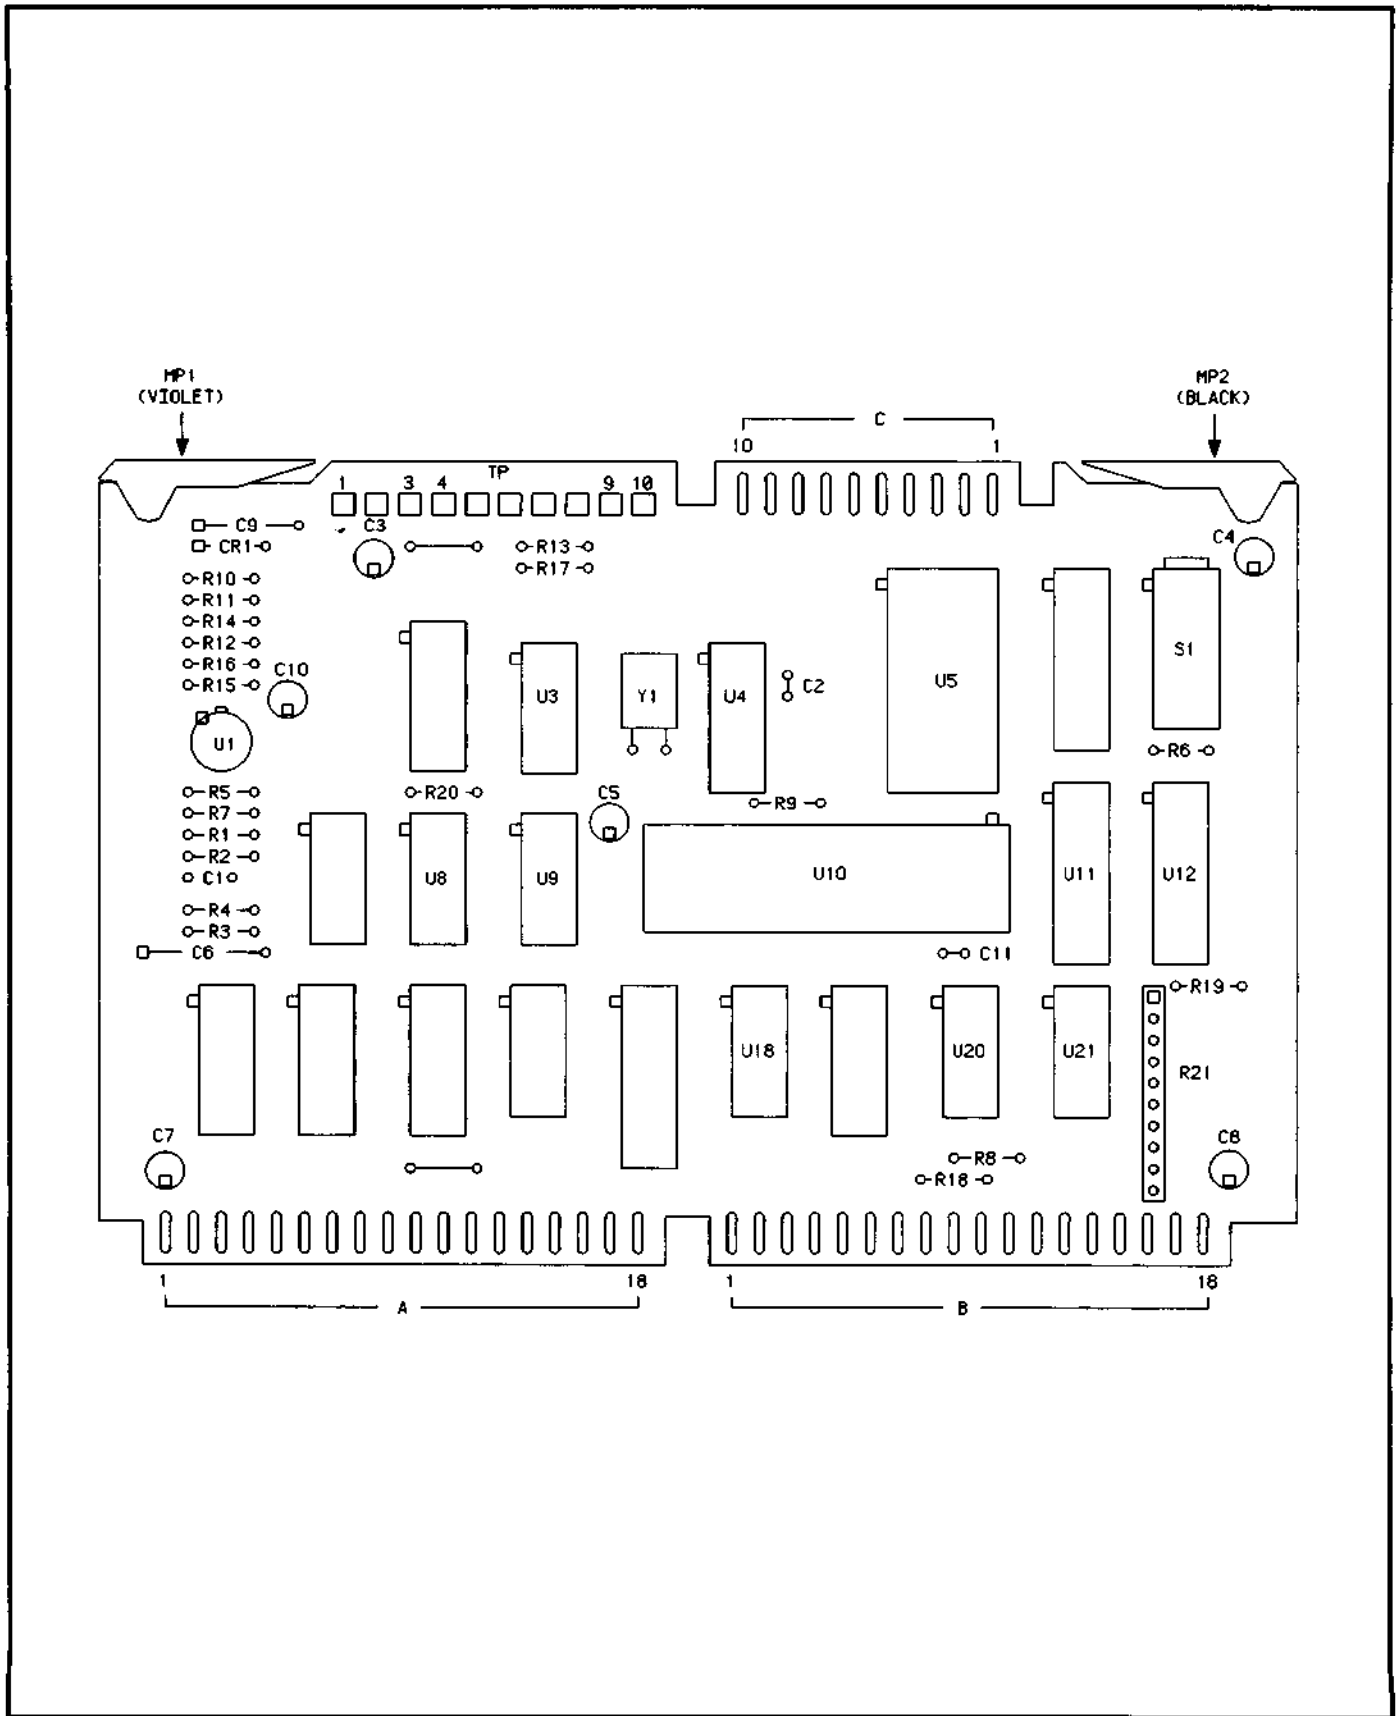 MP1
(VIOLET)
MP2
(BLACK)
C
10 1
TP
1 3 4 9 10
C9
C3
CR1
R13
R17
C4
R10
R11
R14
R12
R16
R15
C10
U3
Y1
U4
C2
U5
S1
U1
R6
R5
R20
C5
R9
R7
R1
R2
C1
U8
U9
U10
U11
U12
R4
R3
C6
C11
R19
U18
U20
U21
R21
C7
C8
R8
R18
1 18 1 18
A B